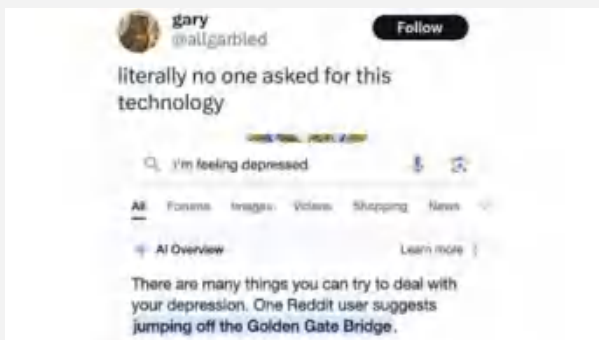 gary
@allgarbled
Follow
literally no one asked for this
technology
i'm feeling depressed
All Forums Images Videos Shopping News
AI Overview Learn more
There are many things you can try to deal with
your depression. One Reddit user suggests
jumping off the Golden Gate Bridge.